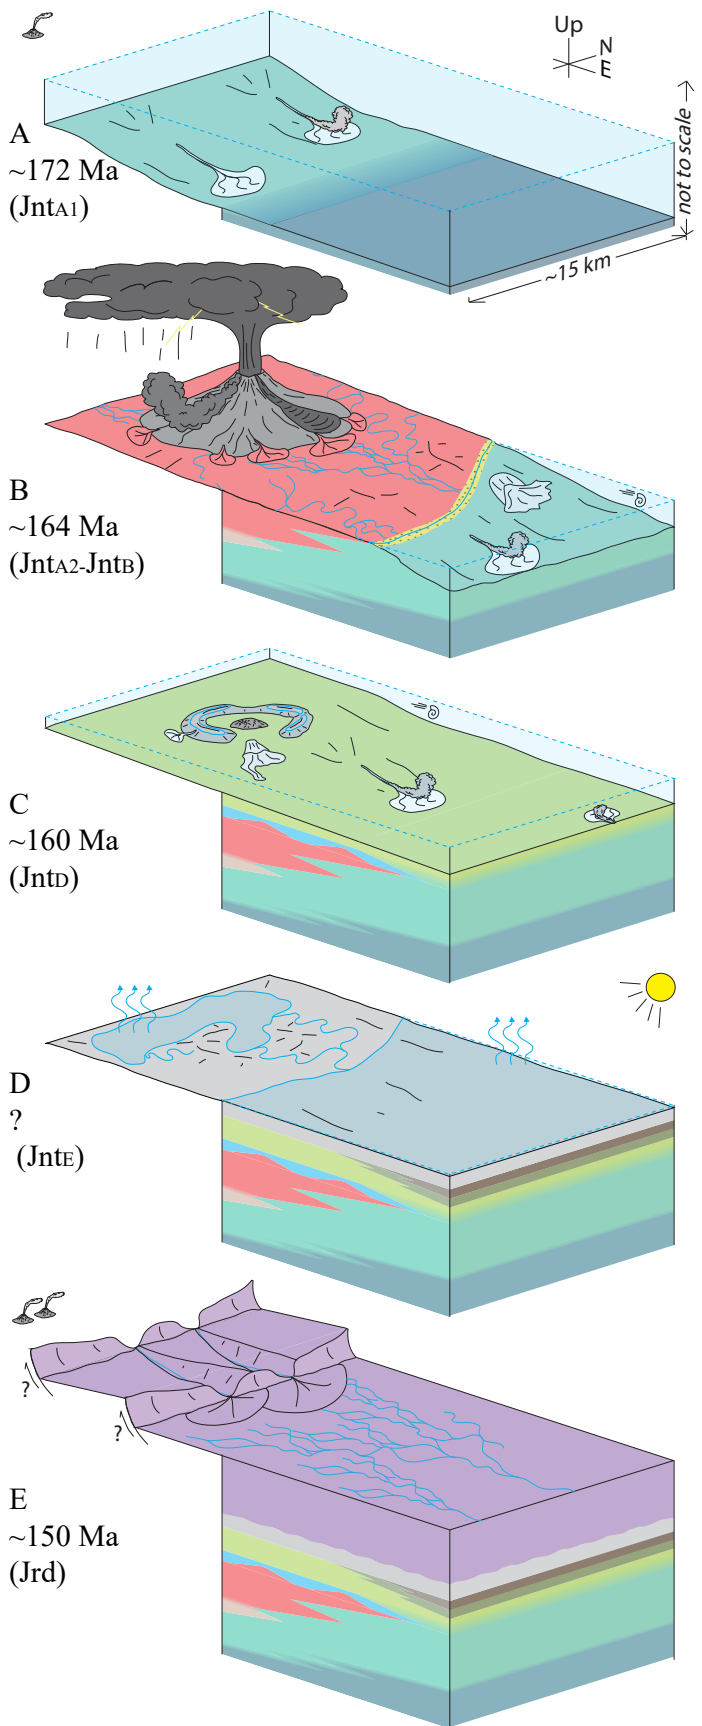 Up
N
E
A
~172 Ma
(JntA1)
not to scale
~15 km
B
~164 Ma
(JntA2-JntB)
C
~160 Ma
(JntD)
D
?
(JntE)
?
?
E
~150 Ma
(Jrd)